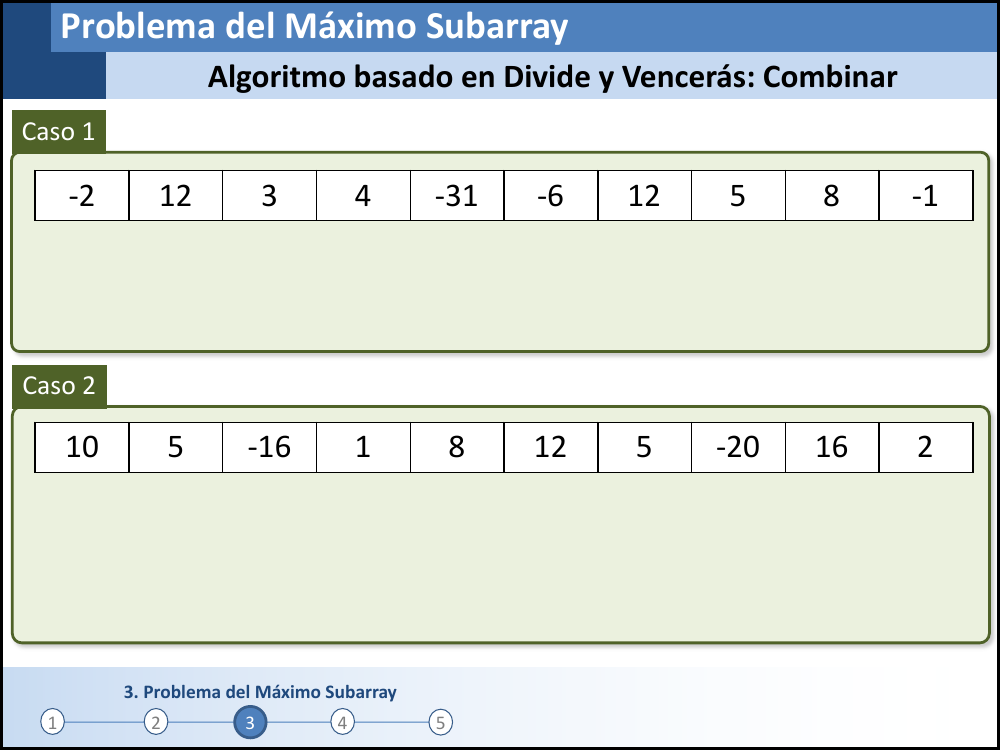 Problema del Máximo Subarray
Algoritmo basado en Divide y Vencerás: Combinar
Caso 1
-2 12 3 4 -31 -6 12 5 8 -1
Caso 2
10 5 -16 1 8 12 5 -20 16 2
3. Problema del Máximo Subarray
1 2 3 4 5